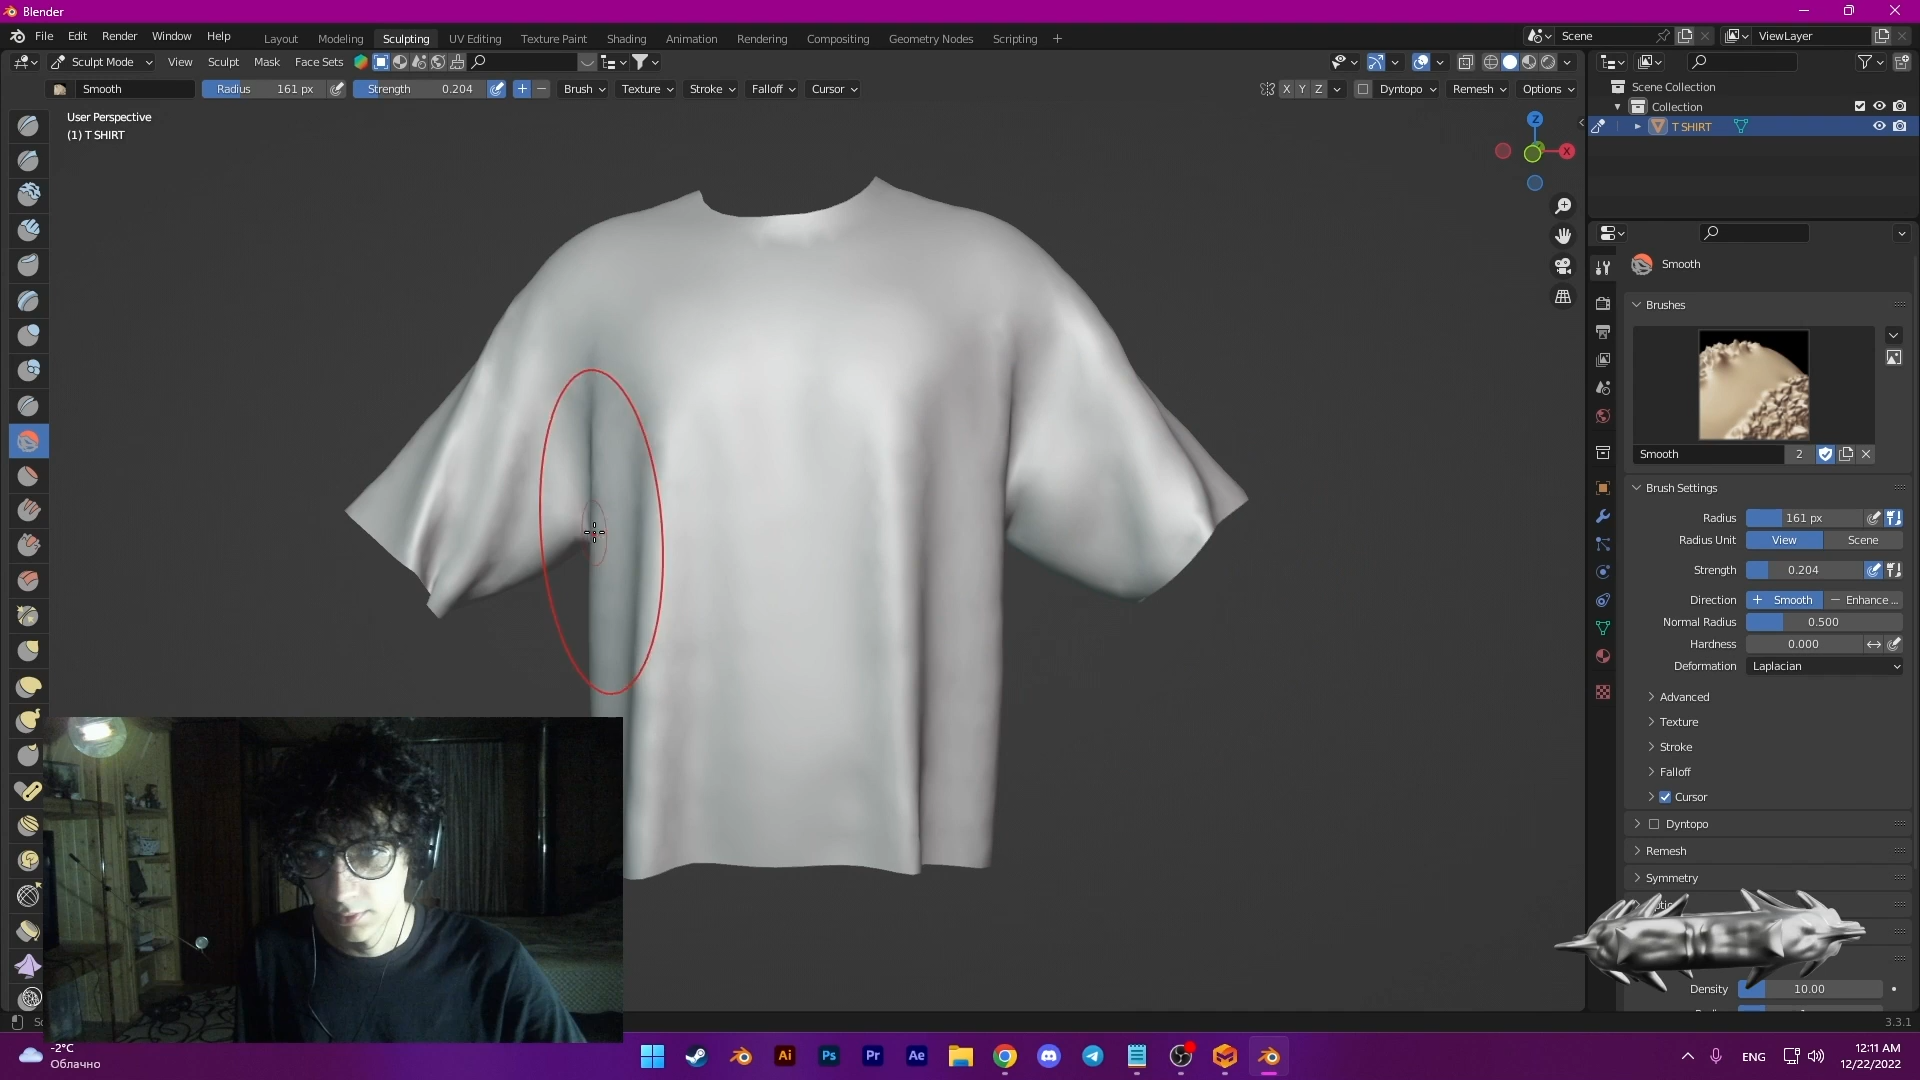 Blender
File Edit Render Window Help
Layout Modeling Sculpting UV Editing Texture Paint Shading Animation Rendering Compositing Geometry Nodes Scripting +
Scene
ViewLayer
Sculpt Mode View Sculpt Mask Face Sets
Smooth Radius 161 px Strength 0.204 + − Brush Texture Stroke Falloff Cursor
X Y Z Dyntopo Remesh Options
User Perspective
(1) T SHIRT
Z
X
Scene Collection
Collection
T SHIRT
Smooth
Brushes
Smooth 2
Brush Settings
Radius 161 px
Radius Unit View Scene
Strength 0.204
Direction + Smooth − Enhance ...
Normal Radius 0.500
Hardness 0.000
Deformation Laplacian
Advanced
Texture
Stroke
Falloff
Cursor
Dyntopo
Remesh
Symmetry
Density 10.00
3.3.1
-2°C
Облачно
Ai Ps Pr Ae
ENG
12:11 AM
12/22/2022